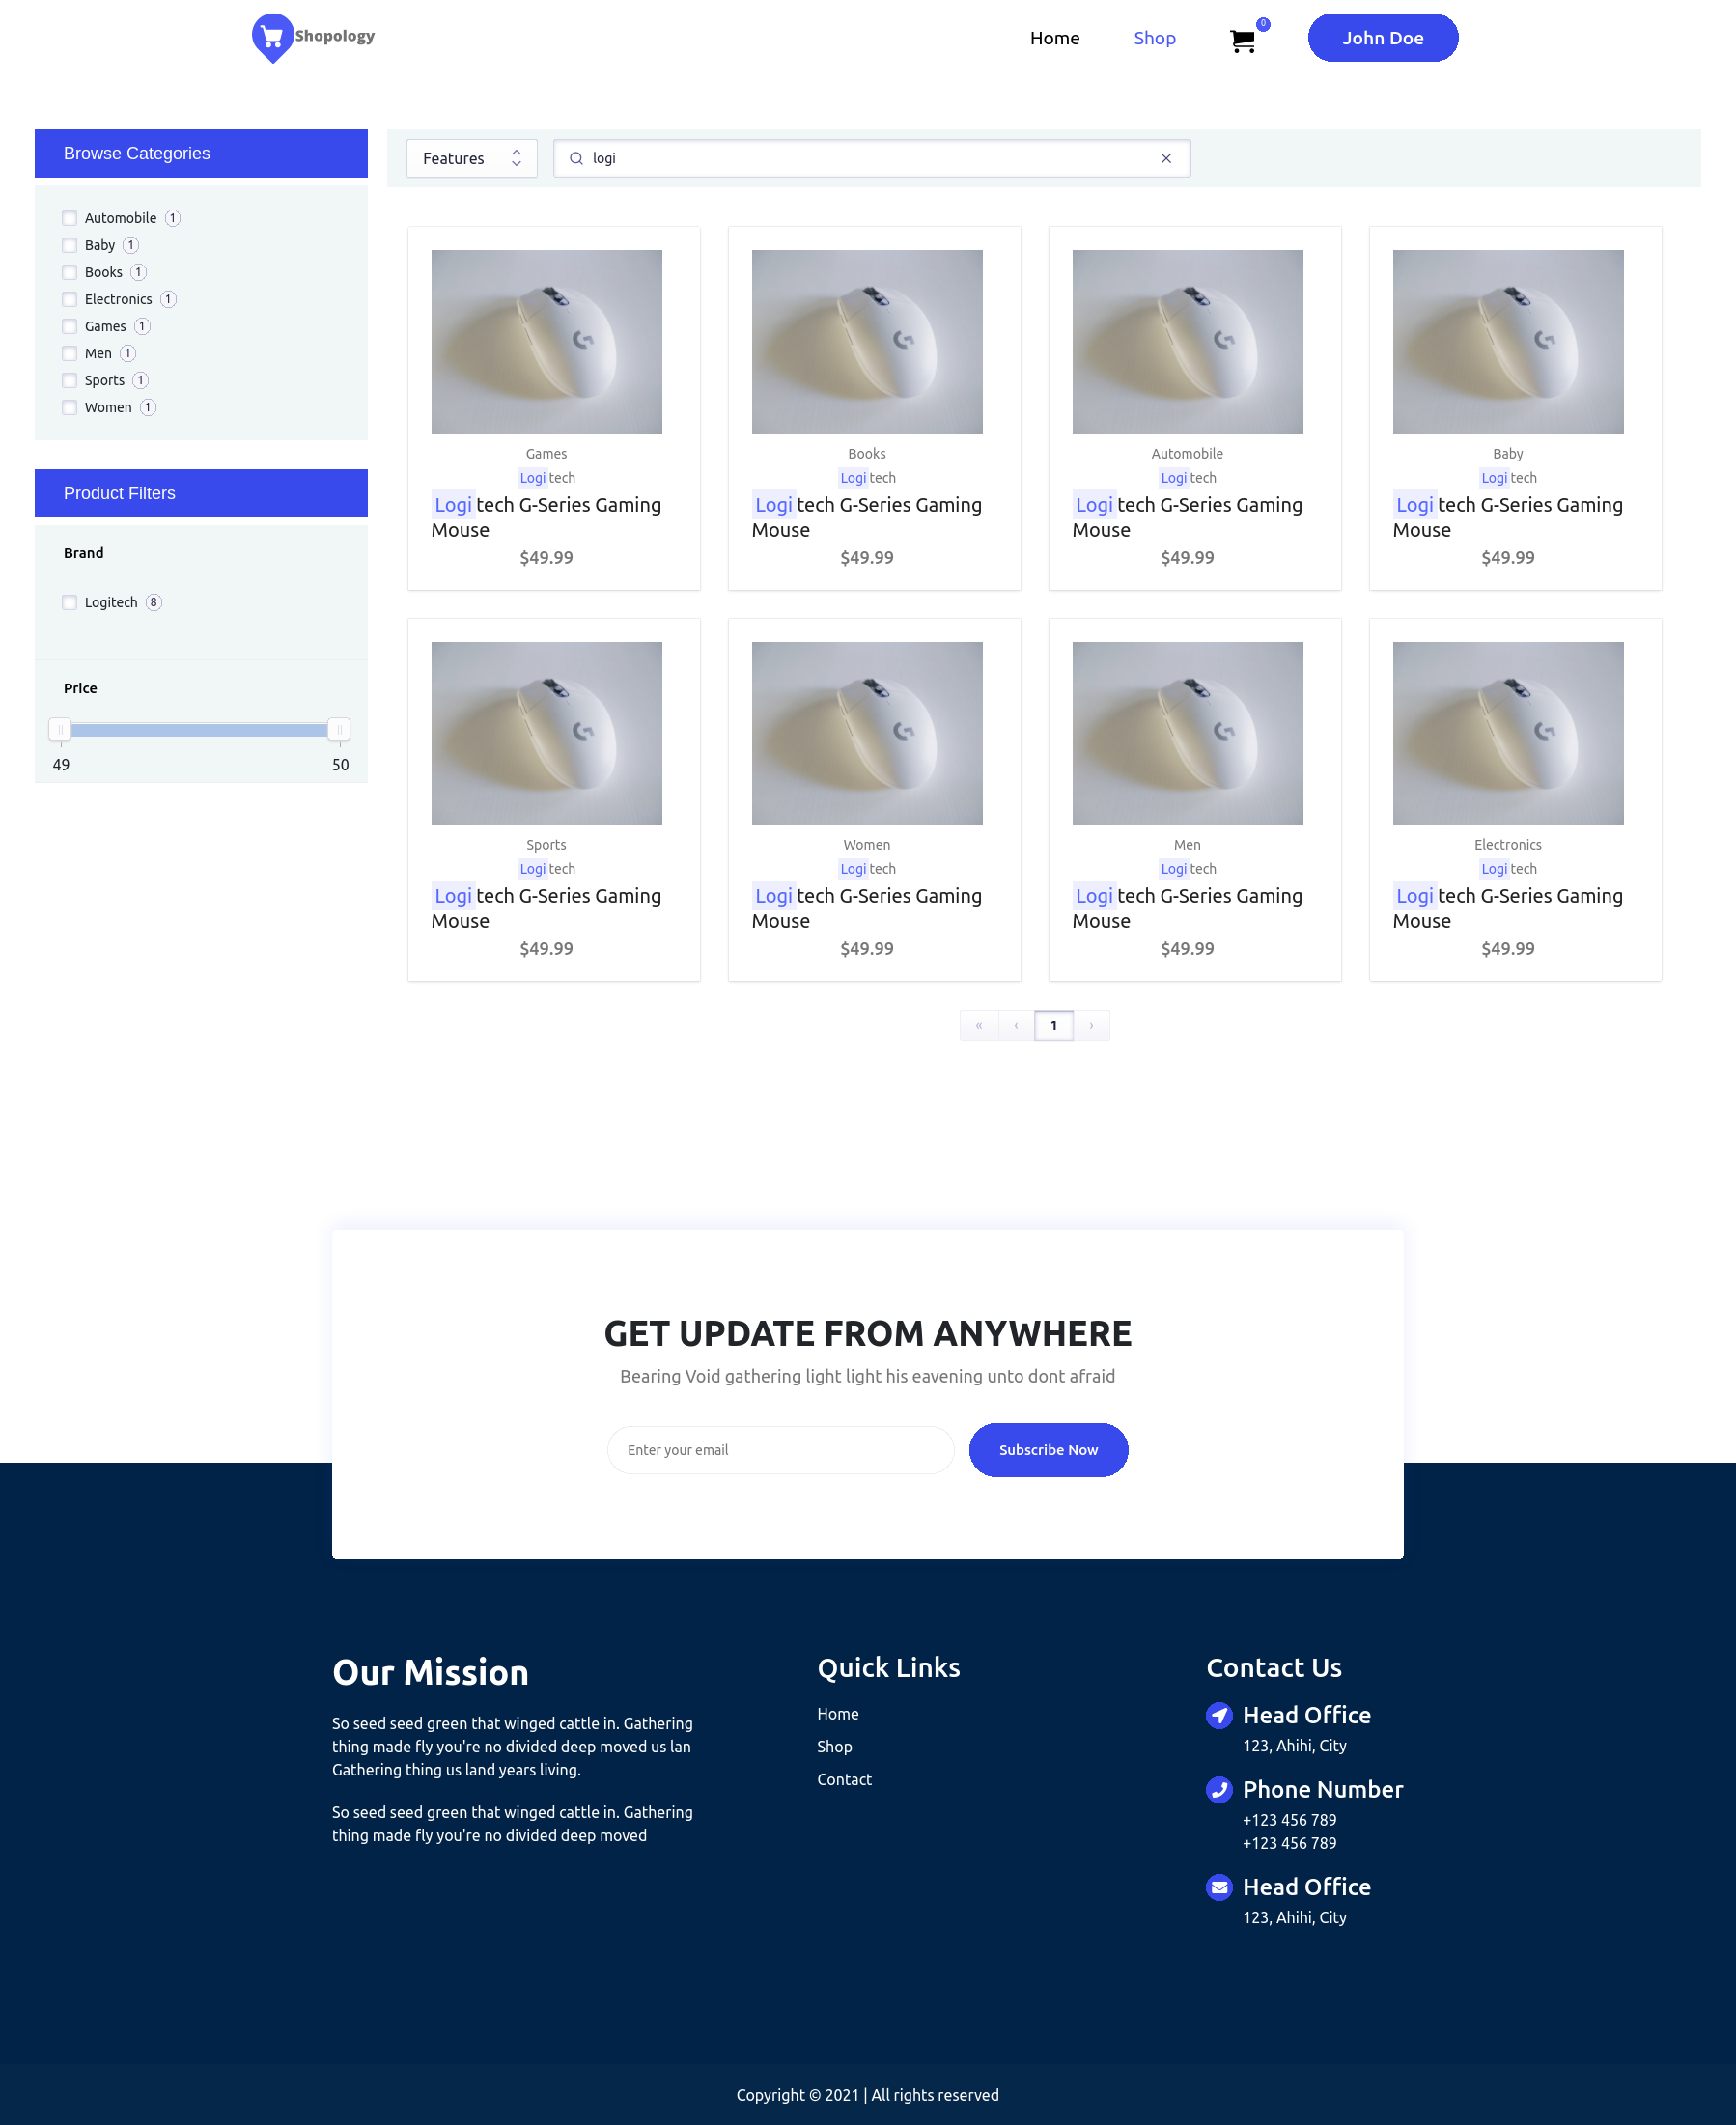 Shopology
Home
Shop
0
John Doe
Browse Categories
Automobile 1
Baby 1
Books 1
Electronics 1
Games 1
Men 1
Sports 1
Women 1
Product Filters
Brand
Logitech 8
Price
49
50
Features
logi
Games
Logitech
Logitech G-Series Gaming
Mouse
$49.99
Books
Logitech
Logitech G-Series Gaming
Mouse
$49.99
Automobile
Logitech
Logitech G-Series Gaming
Mouse
$49.99
Baby
Logitech
Logitech G-Series Gaming
Mouse
$49.99
Sports
Logitech
Logitech G-Series Gaming
Mouse
$49.99
Women
Logitech
Logitech G-Series Gaming
Mouse
$49.99
Men
Logitech
Logitech G-Series Gaming
Mouse
$49.99
Electronics
Logitech
Logitech G-Series Gaming
Mouse
$49.99
« ‹ 1 ›
GET UPDATE FROM ANYWHERE
Bearing Void gathering light light his eavening unto dont afraid
Enter your email
Subscribe Now
Our Mission
So seed seed green that winged cattle in. Gathering
thing made fly you're no divided deep moved us lan
Gathering thing us land years living.
So seed seed green that winged cattle in. Gathering
thing made fly you're no divided deep moved
Quick Links
Home
Shop
Contact
Contact Us
Head Office
123, Ahihi, City
Phone Number
+123 456 789
+123 456 789
Head Office
123, Ahihi, City
Copyright © 2021 | All rights reserved